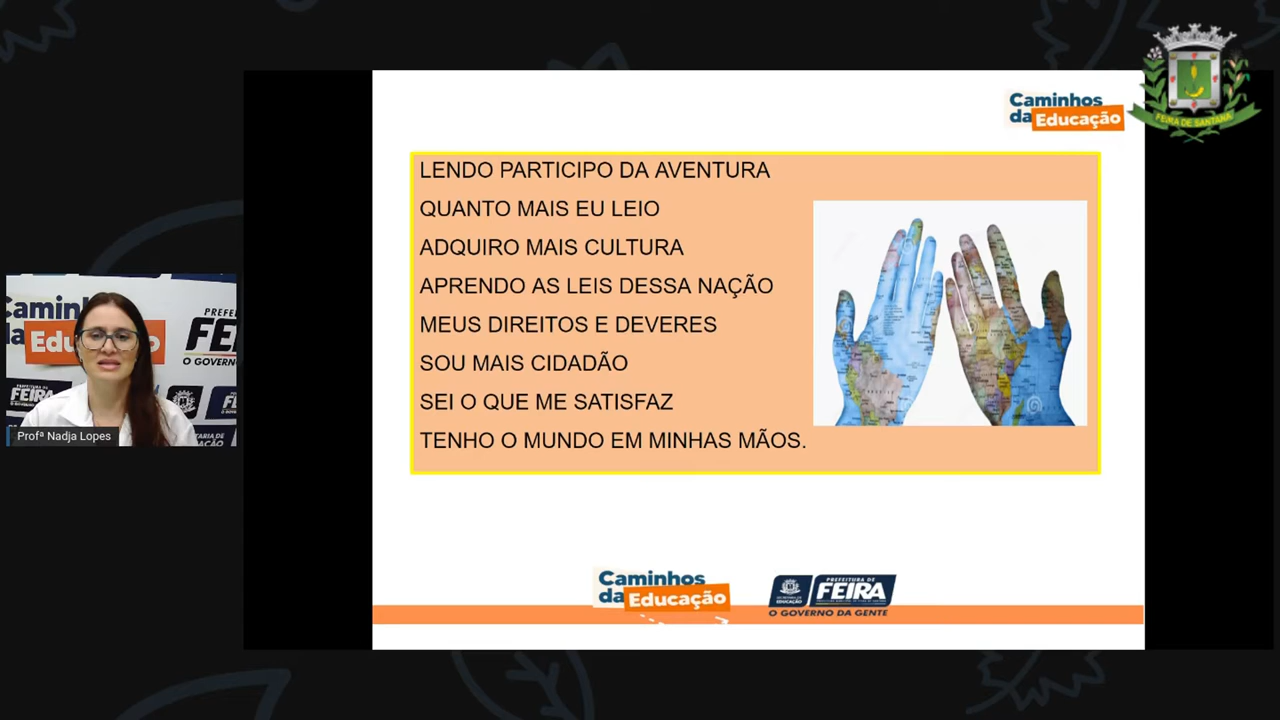 Caminhos
da Educação
FEIRA DE SANTANA
LENDO PARTICIPO DA AVENTURA
QUANTO MAIS EU LEIO
ADQUIRO MAIS CULTURA
APRENDO AS LEIS DESSA NAÇÃO
MEUS DIREITOS E DEVERES
SOU MAIS CIDADÃO
SEI O QUE ME SATISFAZ
TENHO O MUNDO EM MINHAS MÃOS.
Profª Nadja Lopes
Caminhos
da Educação
PREFEITURA DE
FEIRA
O GOVERNO DA GENTE